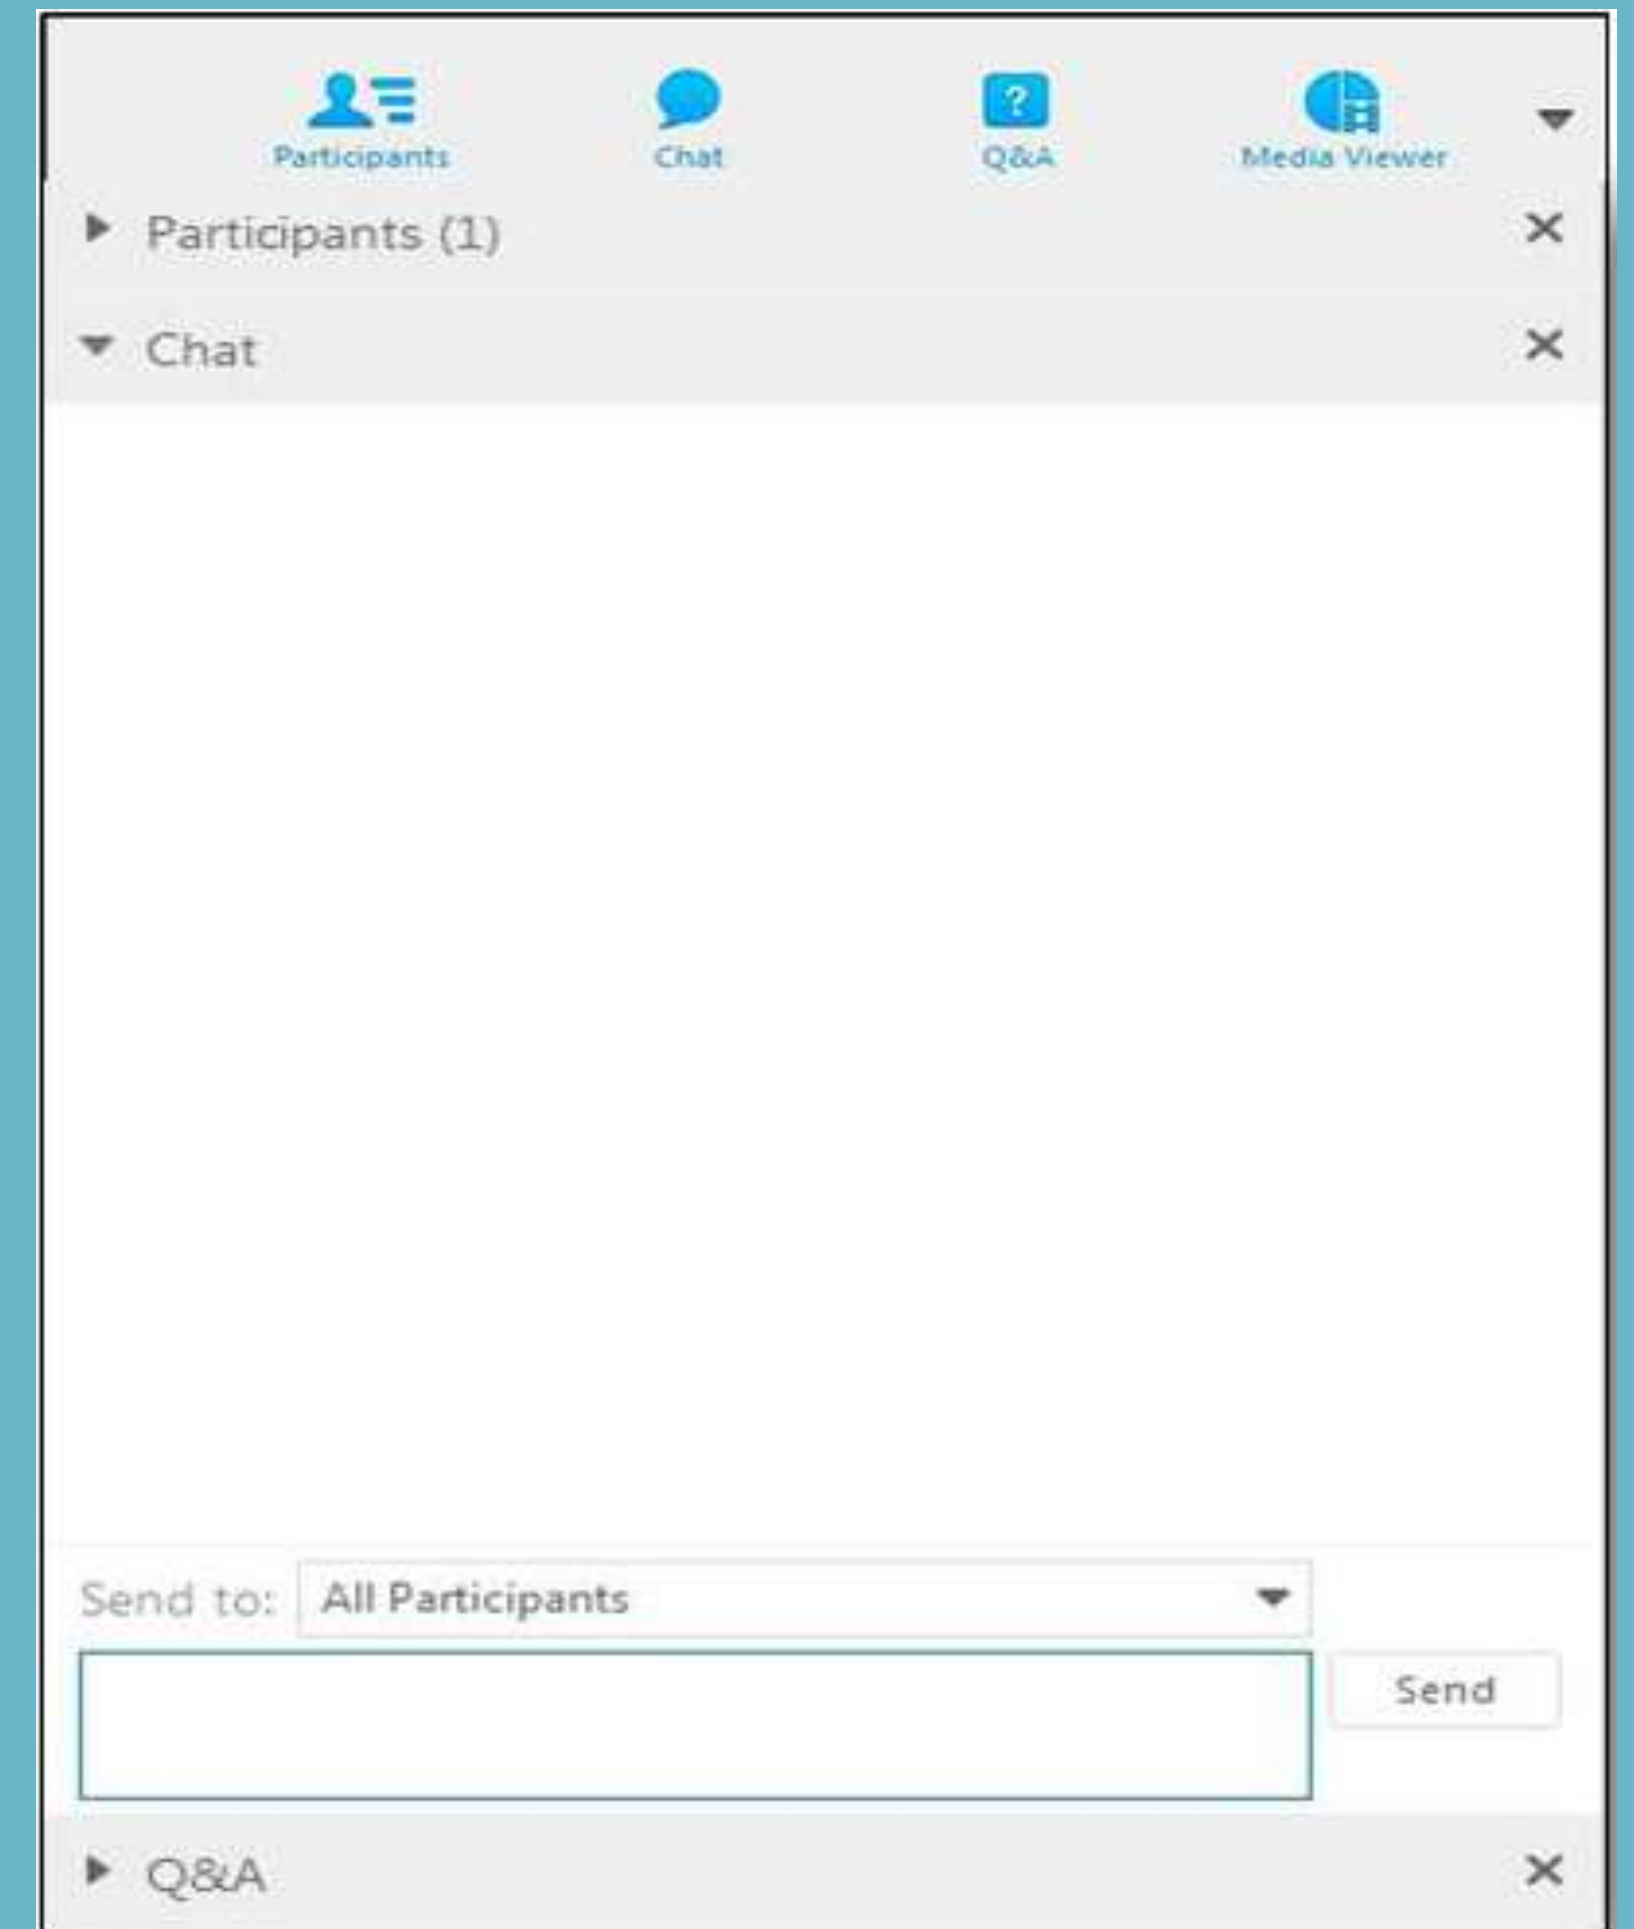 Participants Chat Q&A Media Viewer
Participants (1)
Chat
Send to: All Participants
Send
Q&A